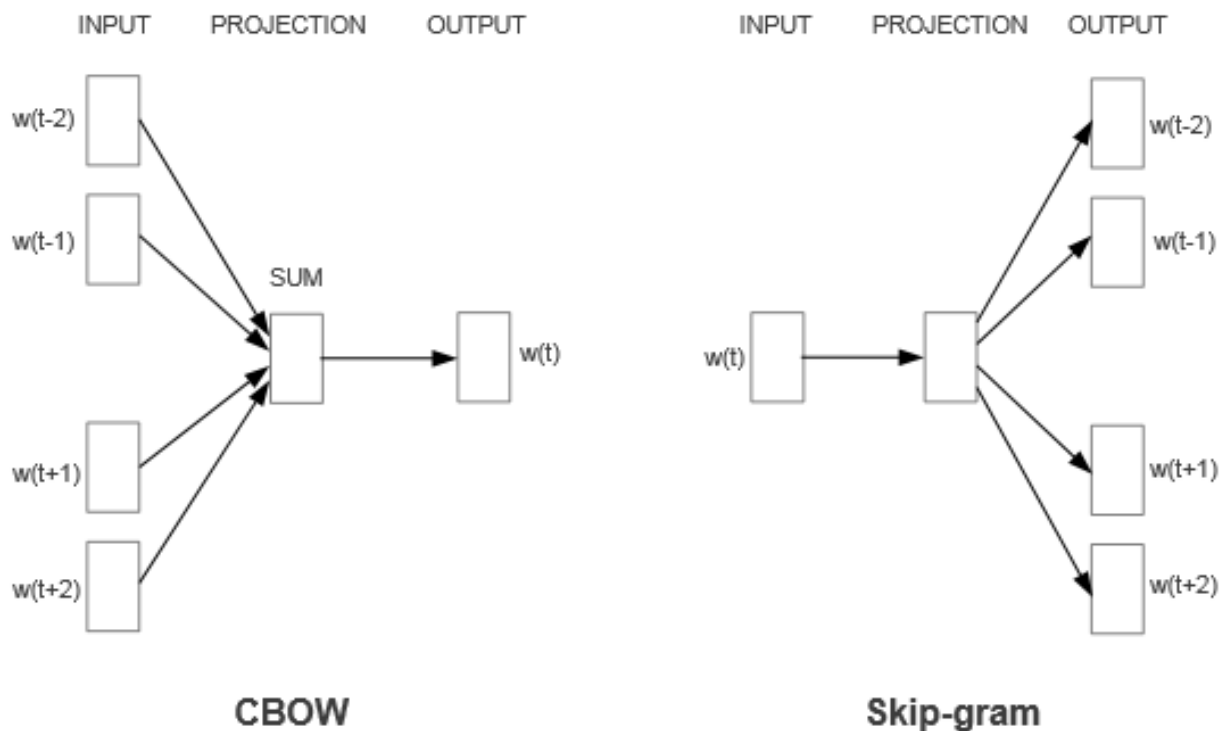 INPUT PROJECTION OUTPUT
w(t-2)
w(t-1)
SUM
w(t)
w(t+1)
w(t+2)
CBOW
INPUT PROJECTION OUTPUT
w(t-2)
w(t-1)
w(t)
w(t+1)
w(t+2)
Skip-gram